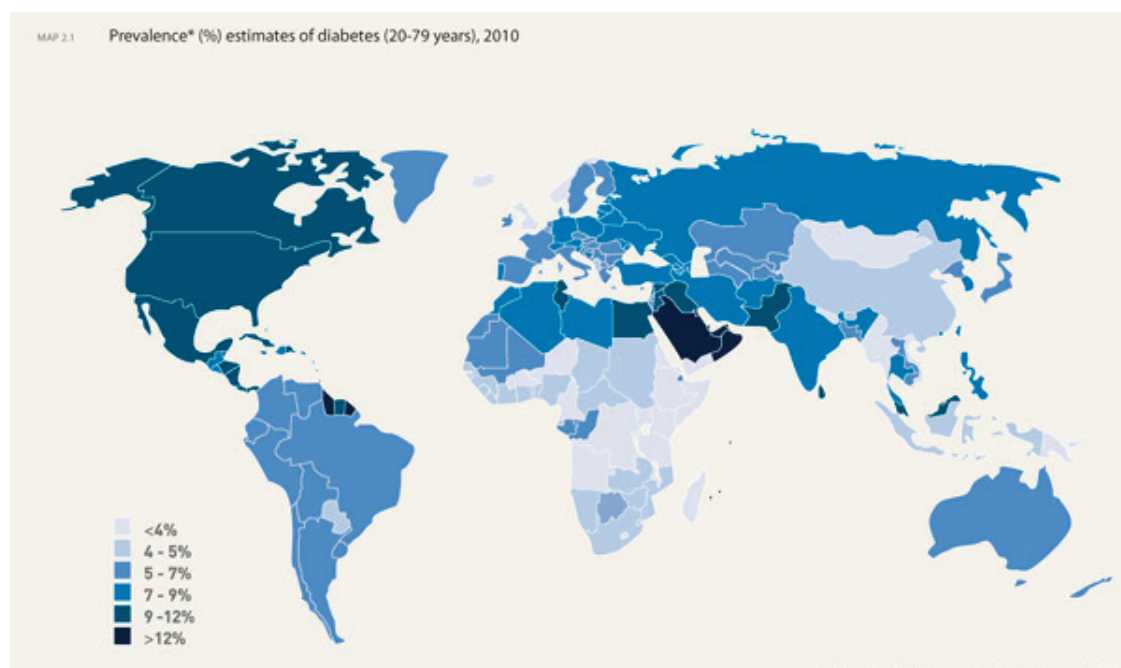 MAP 2.1 Prevalence* (%) estimates of diabetes (20-79 years), 2010
<4%
4 - 5%
5 - 7%
7 - 9%
9 -12%
>12%